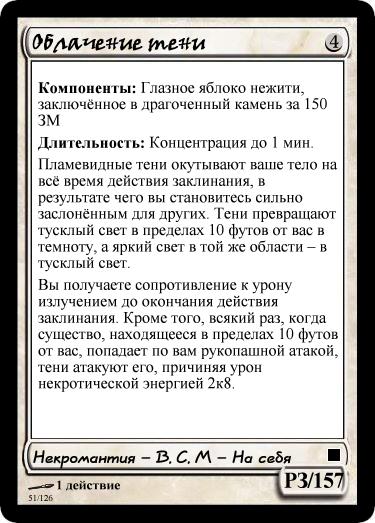 Облачение тени
4
Компоненты: Глазное яблоко нежити,
заключённое в драгоценный камень за 150
ЗМ
Длительность: Концентрация до 1 мин.
Пламевидные тени окутывают ваше тело на
всё время действия заклинания, в
результате чего вы становитесь сильно
заслонённым для других. Тени превращают
тусклый свет в пределах 10 футов от вас в
темноту, а яркий свет в той же области – в
тусклый свет.
Вы получаете сопротивление к урону
излучением до окончания действия
заклинания. Кроме того, всякий раз, когда
существо, находящееся в пределах 10 футов
от вас, попадает по вам рукопашной атакой,
тени атакуют его, причиняя урон
некротической энергией 2к8.
Некромантия – В, С, М – На себя
РЗ/157
1 действие
51/126